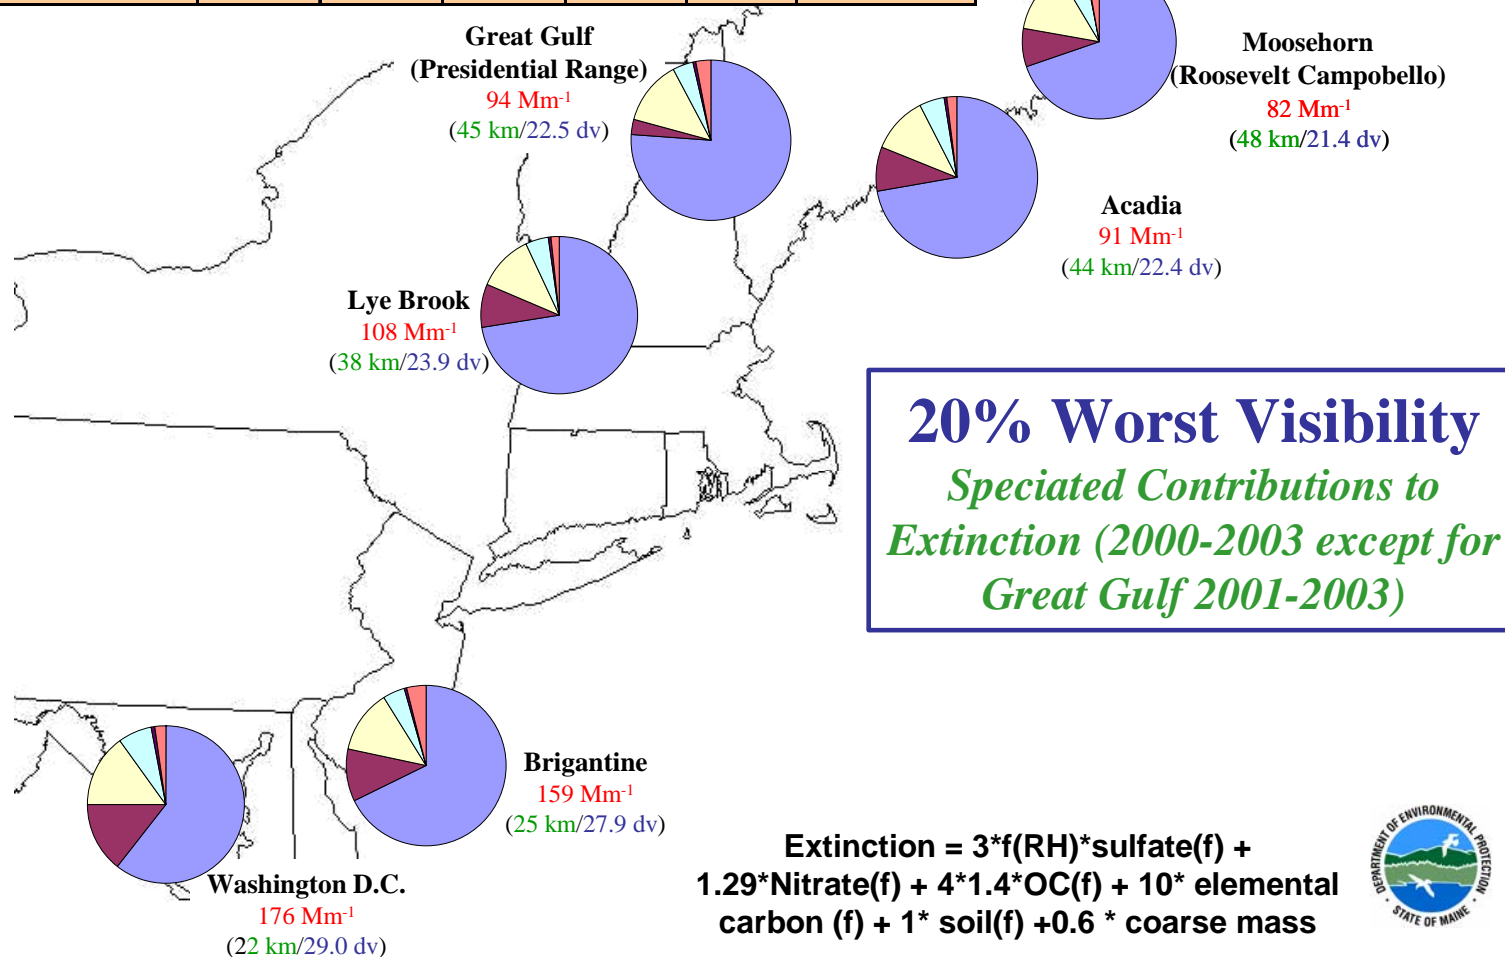 Great Gulf
(Presidential Range)
94 Mm-1
(45 km/22.5 dv)
Moosehorn
(Roosevelt Campobello)
82 Mm-1
(48 km/21.4 dv)
Acadia
91 Mm-1
(44 km/22.4 dv)
Lye Brook
108 Mm-1
(38 km/23.9 dv)
20% Worst Visibility
Speciated Contributions to
Extinction (2000-2003 except for
Great Gulf 2001-2003)
Brigantine
159 Mm-1
(25 km/27.9 dv)
Washington D.C.
176 Mm-1
(22 km/29.0 dv)
Extinction = 3*f(RH)*sulfate(f) +
1.29*Nitrate(f) + 4*1.4*OC(f) + 10* elemental
carbon (f) + 1* soil(f) +0.6 * coarse mass
DEPARTMENT OF ENVIRONMENTAL PROTECTION
STATE OF MAINE